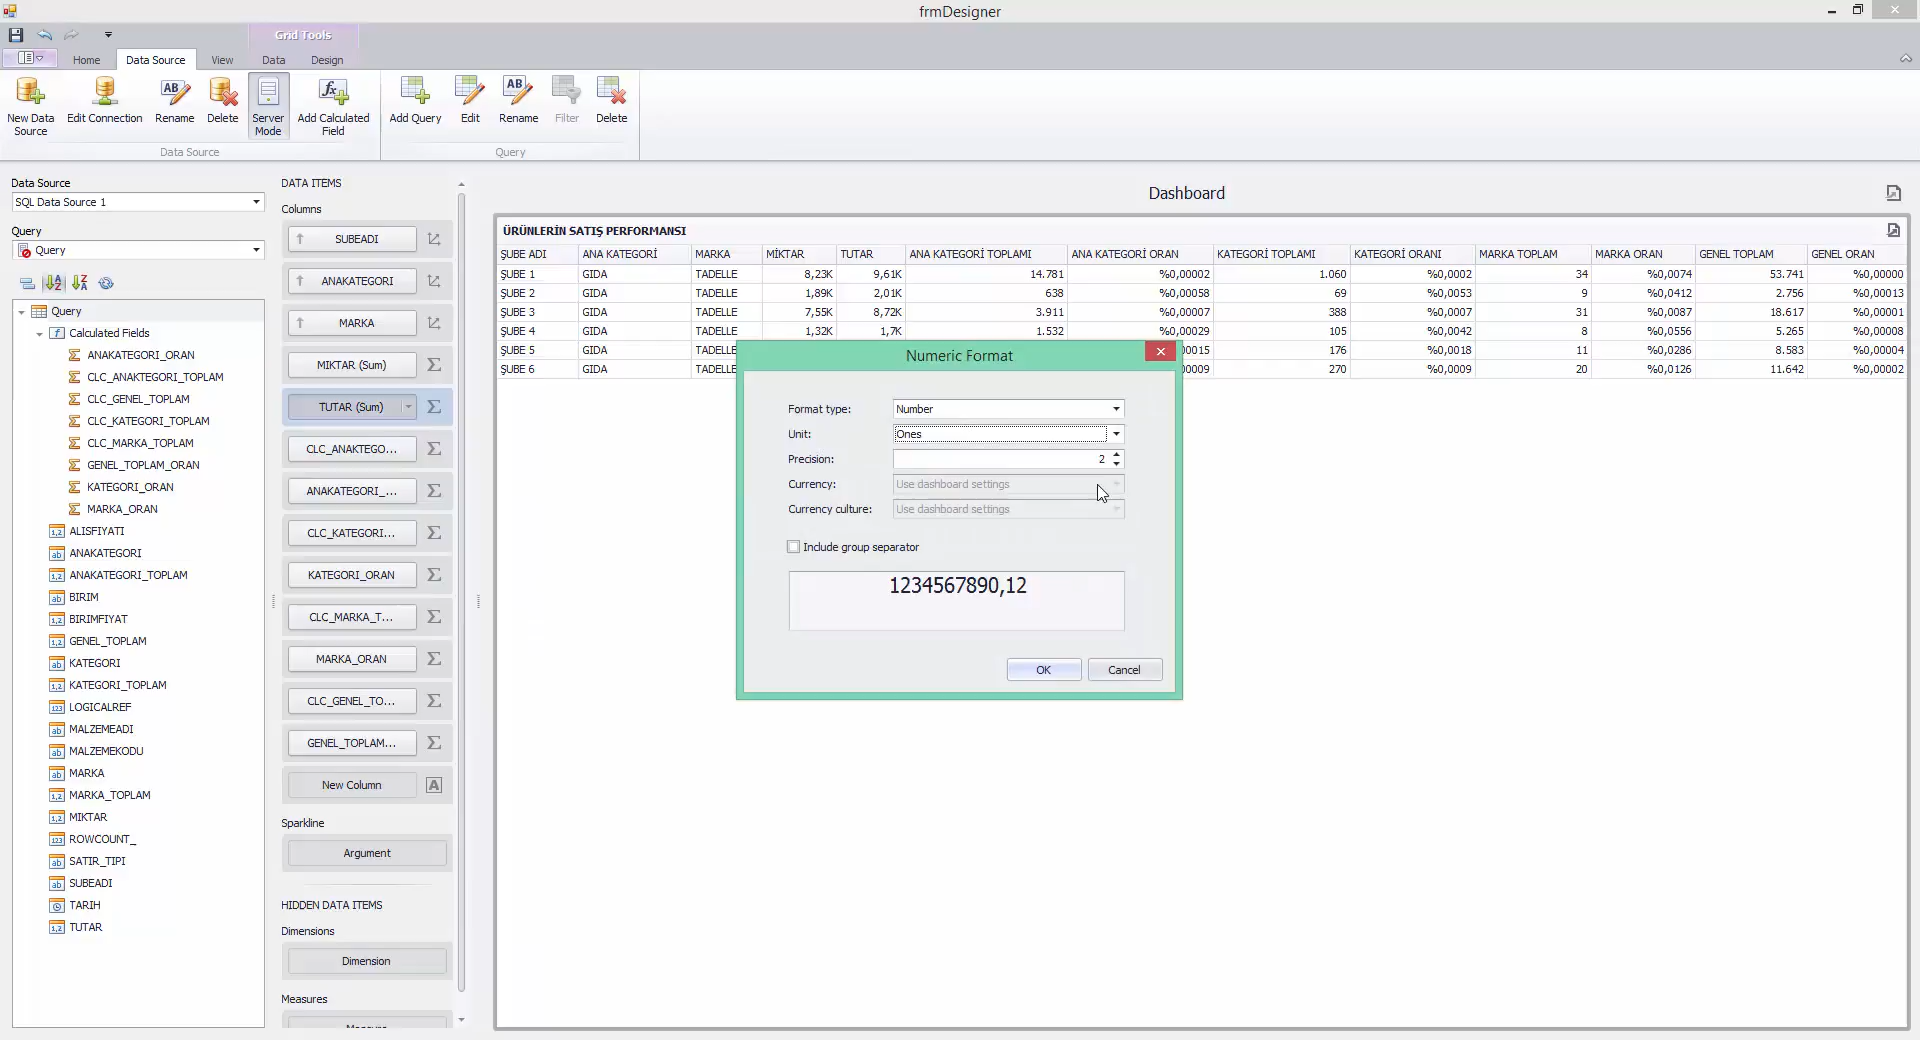 frmDesigner
Grid Tools
Home Data Source View Data Design
New Data Source
Edit Connection
Rename
Delete
Server Mode
Add Calculated Field
Add Query
Edit
Rename
Filter
Delete
Data Source
Query
Data Source
SQL Data Source 1
Query
Query
Query
Calculated Fields
ANAKATEGORI_ORAN
CLC_ANAKTEGORI_TOPLAM
CLC_GENEL_TOPLAM
CLC_KATEGORI_TOPLAM
CLC_MARKA_TOPLAM
GENEL_TOPLAM_ORAN
KATEGORI_ORAN
MARKA_ORAN
ALISFIYATI
ANAKATEGORI
ANAKATEGORI_TOPLAM
BIRIM
BIRIMFIYAT
GENEL_TOPLAM
KATEGORI
KATEGORI_TOPLAM
LOGICALREF
MALZEMEADI
MALZEMEKODU
MARKA
MARKA_TOPLAM
MIKTAR
ROWCOUNT_
SATIR_TIPI
SUBEADI
TARIH
TUTAR
DATA ITEMS
Columns
SUBEADI
ANAKATEGORI
MARKA
MIKTAR (Sum)
TUTAR (Sum)
CLC_ANAKTEGO...
ANAKATEGORI_...
CLC_KATEGORI...
KATEGORI_ORAN
CLC_MARKA_T...
MARKA_ORAN
CLC_GENEL_TO...
GENEL_TOPLAM...
New Column
Sparkline
Argument
HIDDEN DATA ITEMS
Dimensions
Dimension
Measures
Dashboard
ÜRÜNLERİN SATIŞ PERFORMANSI
ŞUBE ADI ANA KATEGORİ MARKA MİKTAR TUTAR ANA KATEGORİ TOPLAMI ANA KATEGORİ ORAN KATEGORİ TOPLAMI KATEGORİ ORANI MARKA TOPLAM MARKA ORAN GENEL TOPLAM GENEL ORAN
ŞUBE 1 GIDA TADELLE 8,23K 9,61K 14.781 %0,00002 1.060 %0,0002 34 %0,0074 53.741 %0,00000
ŞUBE 2 GIDA TADELLE 1,89K 2,01K 638 %0,00058 69 %0,0053 9 %0,0412 2.756 %0,00013
ŞUBE 3 GIDA TADELLE 7,55K 8,72K 3.911 %0,00007 388 %0,0007 31 %0,0087 18.617 %0,00001
ŞUBE 4 GIDA TADELLE 1,32K 1,7K 1.532 %0,00029 105 %0,0042 8 %0,0556 5.265 %0,00008
ŞUBE 5 GIDA TADELLE 00015 176 %0,0018 11 %0,0286 8.583 %0,00004
ŞUBE 6 GIDA TADELLE 0009 270 %0,0009 20 %0,0126 11.642 %0,00002
Numeric Format
Format type: Number
Unit: Ones
Precision: 2
Currency: Use dashboard settings
Currency culture: Use dashboard settings
Include group separator
1234567890,12
OK Cancel